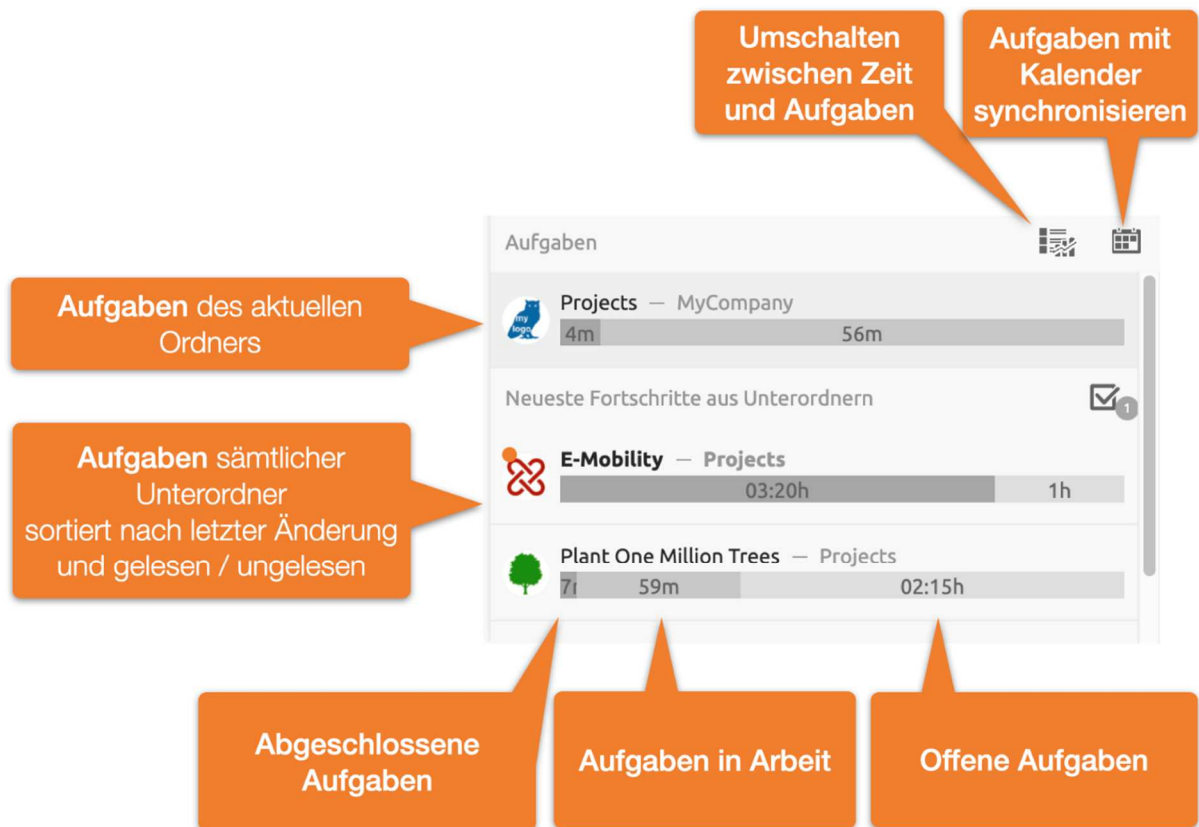 Umschalten
zwischen Zeit
und Aufgaben
Aufgaben mit
Kalender
synchronisieren
Aufgaben
Aufgaben des aktuellen
Ordners
my
logo
Projects — MyCompany
4m 56m
Neueste Fortschritte aus Unterordnern
1
Aufgaben sämtlicher
Unterordner
sortiert nach letzter Änderung
und gelesen / ungelesen
E-Mobility — Projects
03:20h 1h
Plant One Million Trees — Projects
7 59m 02:15h
Abgeschlossene
Aufgaben
Aufgaben in Arbeit
Offene Aufgaben